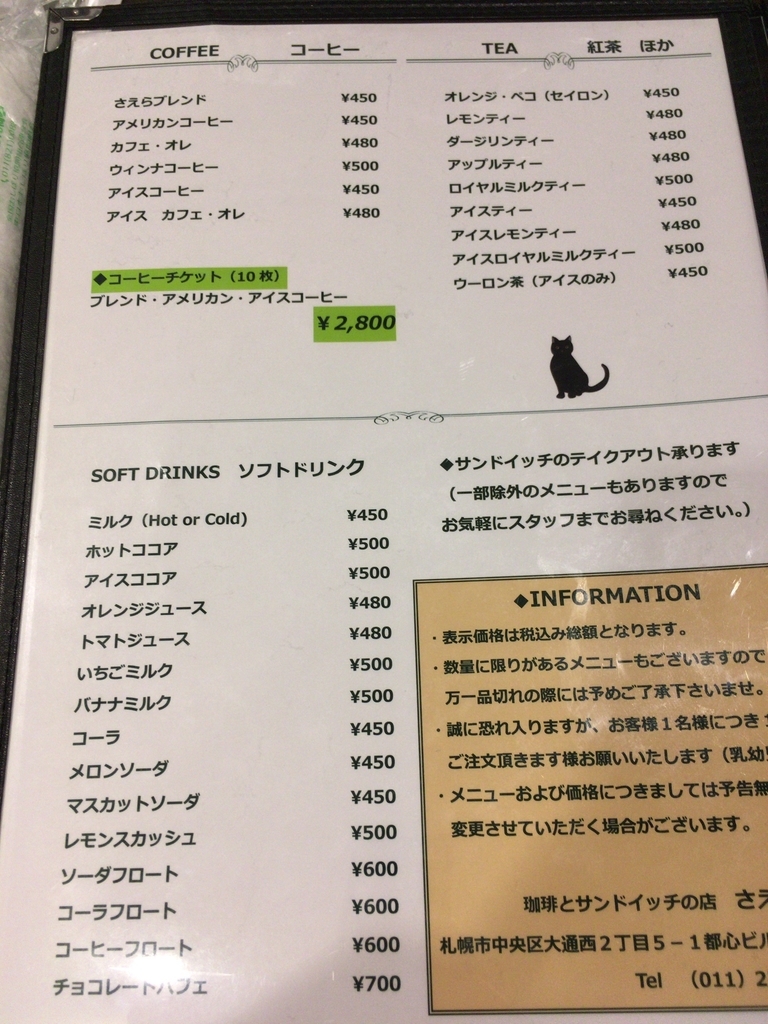 COFFEE コーヒー
さえらブレンド ¥450
アメリカンコーヒー ¥450
カフェ・オレ ¥480
ウィンナコーヒー ¥500
アイスコーヒー ¥450
アイス カフェ・オレ ¥480
◆コーヒーチケット（10枚）
ブレンド・アメリカン・アイスコーヒー
¥2,800
TEA 紅茶 ほか
オレンジ・ペコ（セイロン） ¥450
レモンティー ¥480
ダージリンティー ¥480
アップルティー ¥480
ロイヤルミルクティー ¥500
アイスティー ¥450
アイスレモンティー ¥480
アイスロイヤルミルクティー ¥500
ウーロン茶（アイスのみ） ¥450
SOFT DRINKS ソフトドリンク
ミルク（Hot or Cold) ¥450
ホットココア ¥500
アイスココア ¥500
オレンジジュース ¥480
トマトジュース ¥480
いちごミルク ¥500
バナナミルク ¥500
コーラ ¥450
メロンソーダ ¥450
マスカットソーダ ¥450
レモンスカッシュ ¥500
ソーダフロート ¥600
コーラフロート ¥600
コーヒーフロート ¥600
チョコレートパフェ ¥700
◆サンドイッチのテイクアウト承ります
（一部除外のメニューもありますので
お気軽にスタッフまでお尋ねください。）
◆INFORMATION
・表示価格は税込み総額となります。
・数量に限りがあるメニューもございますので
万一品切れの際には予めご了承下さいませ。
・誠に恐れ入りますが、お客様１名様につき
ご注文頂きます様お願いいたします（乳幼
・メニューおよび価格につきましては予告無
変更させていただく場合がございます。
珈琲とサンドイッチの店 さえ
札幌市中央区大通西２丁目５－１都心ビル
Tel （011）2